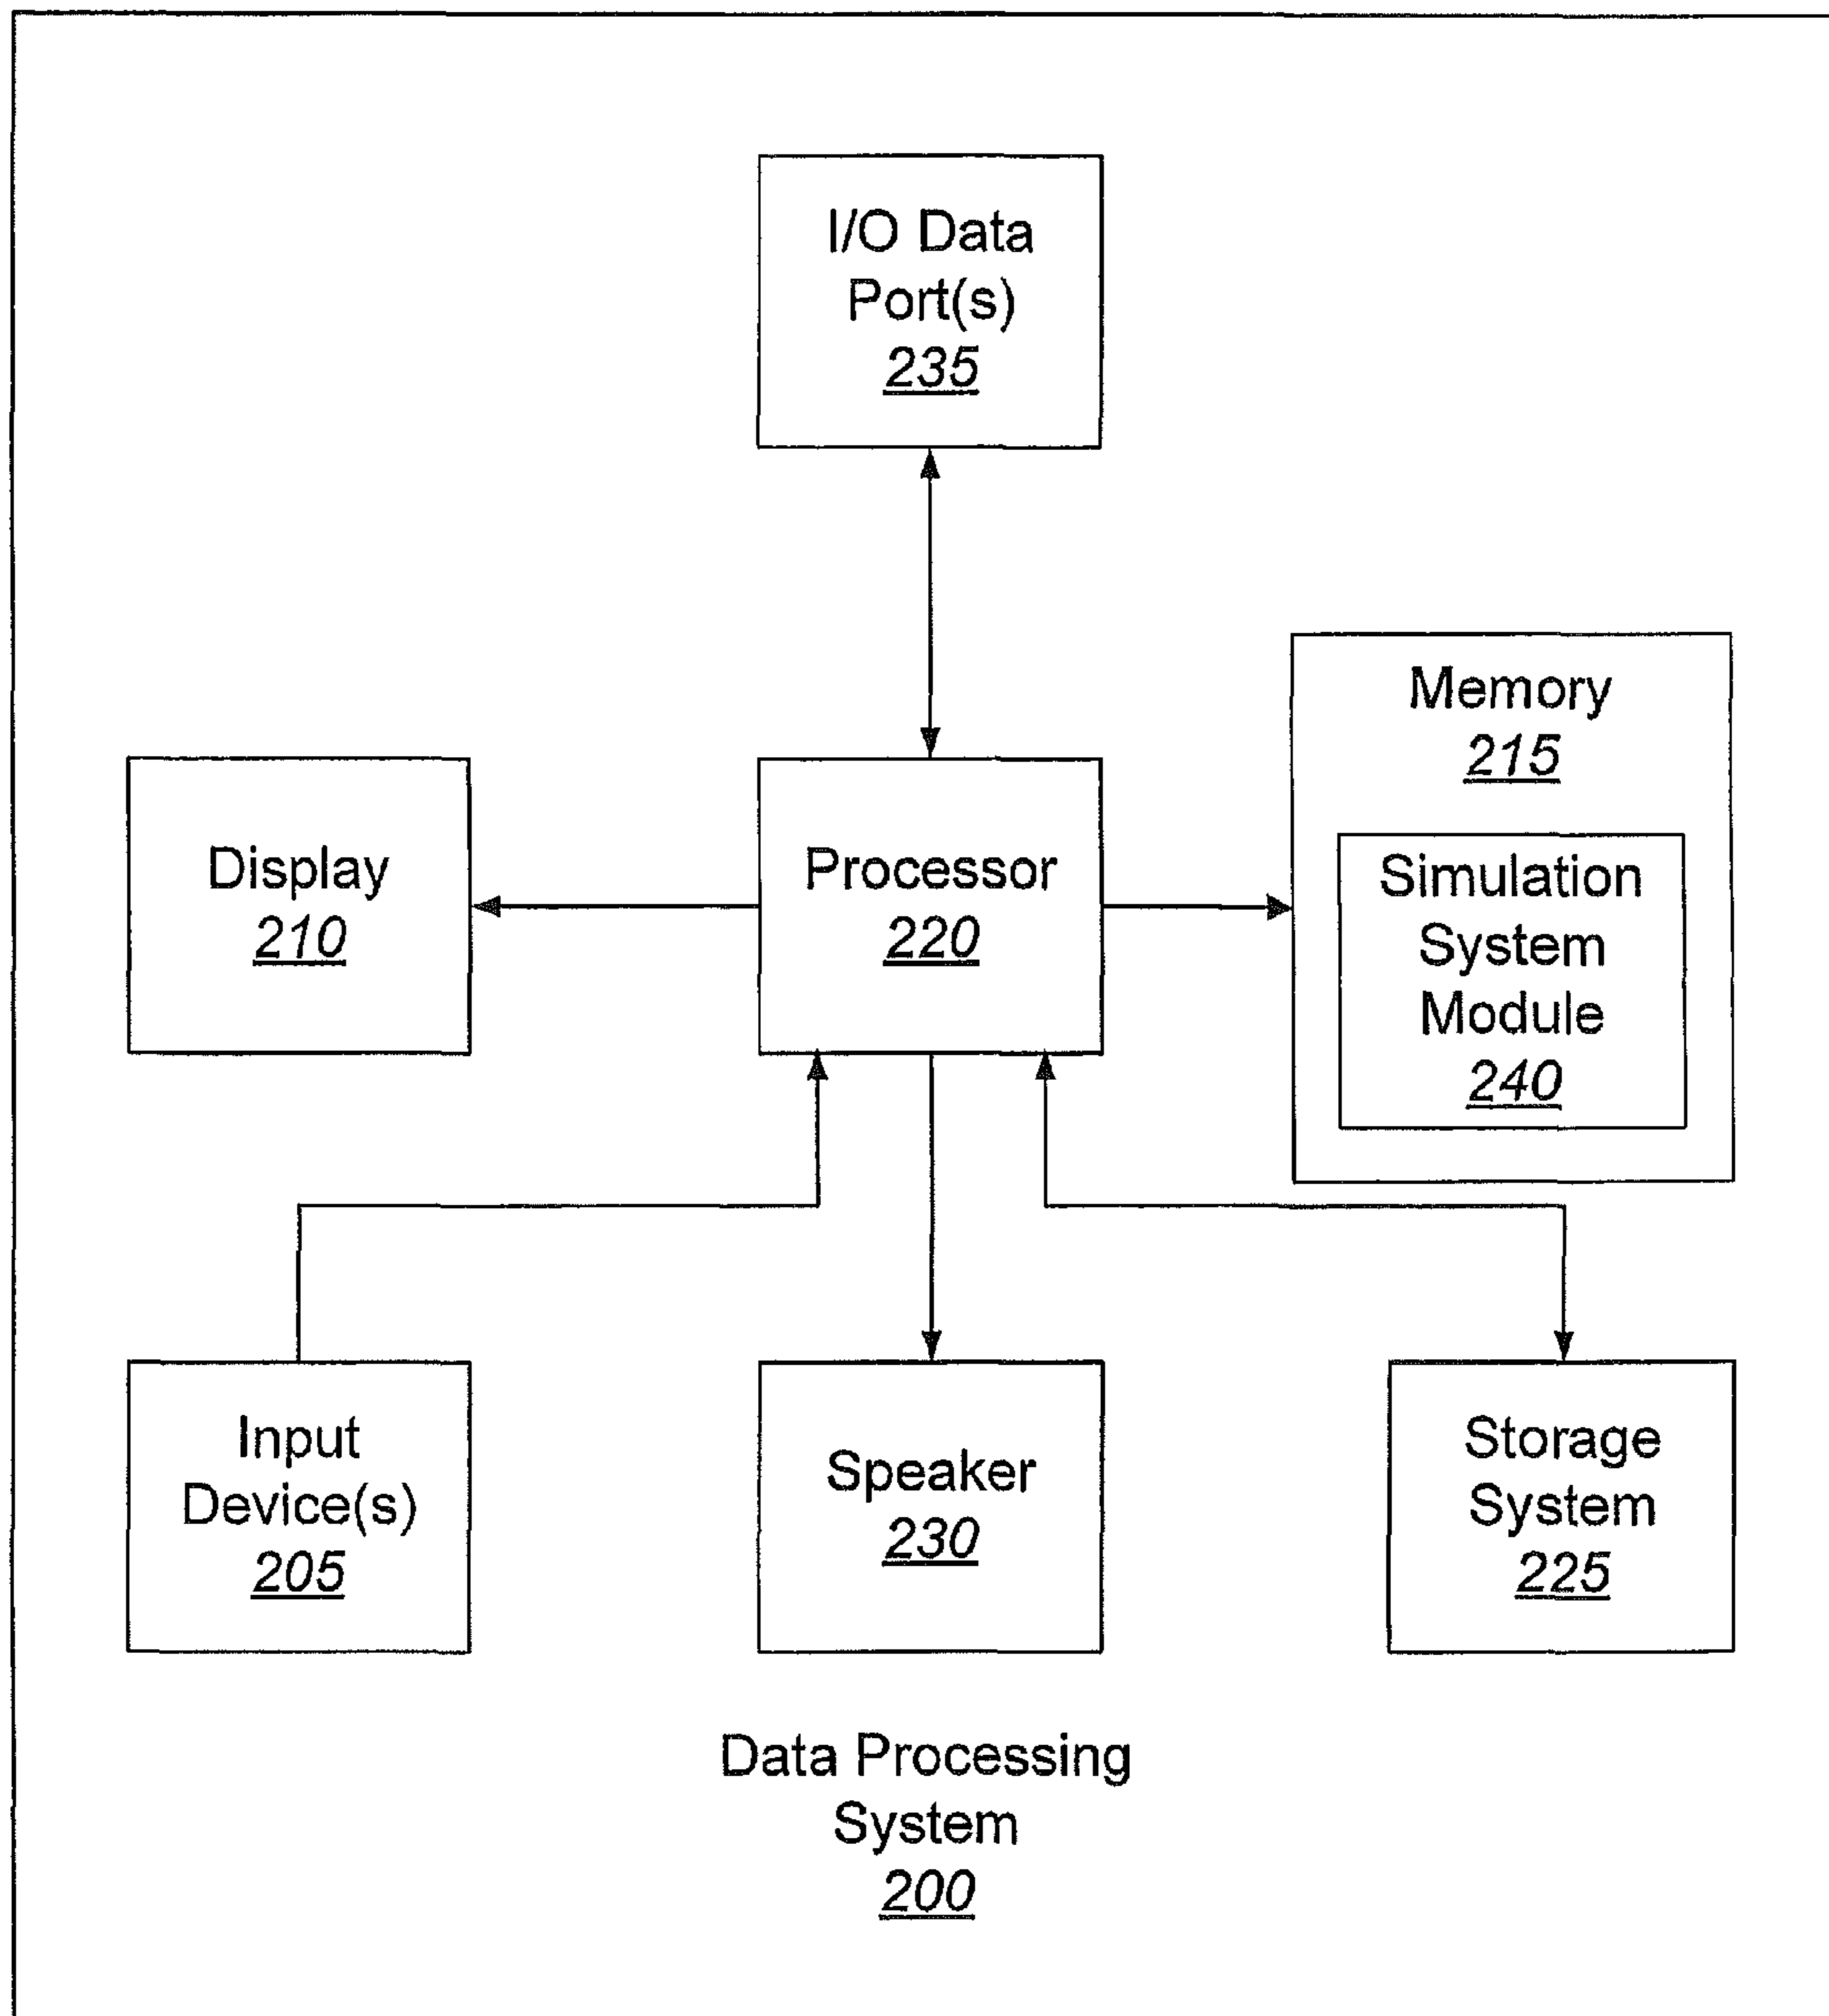 I/O Data
Port(s)
235
Memory
215
Display
210
Processor
220
Simulation
System
Module
240
Input
Device(s)
205
Speaker
230
Storage
System
225
Data Processing
System
200